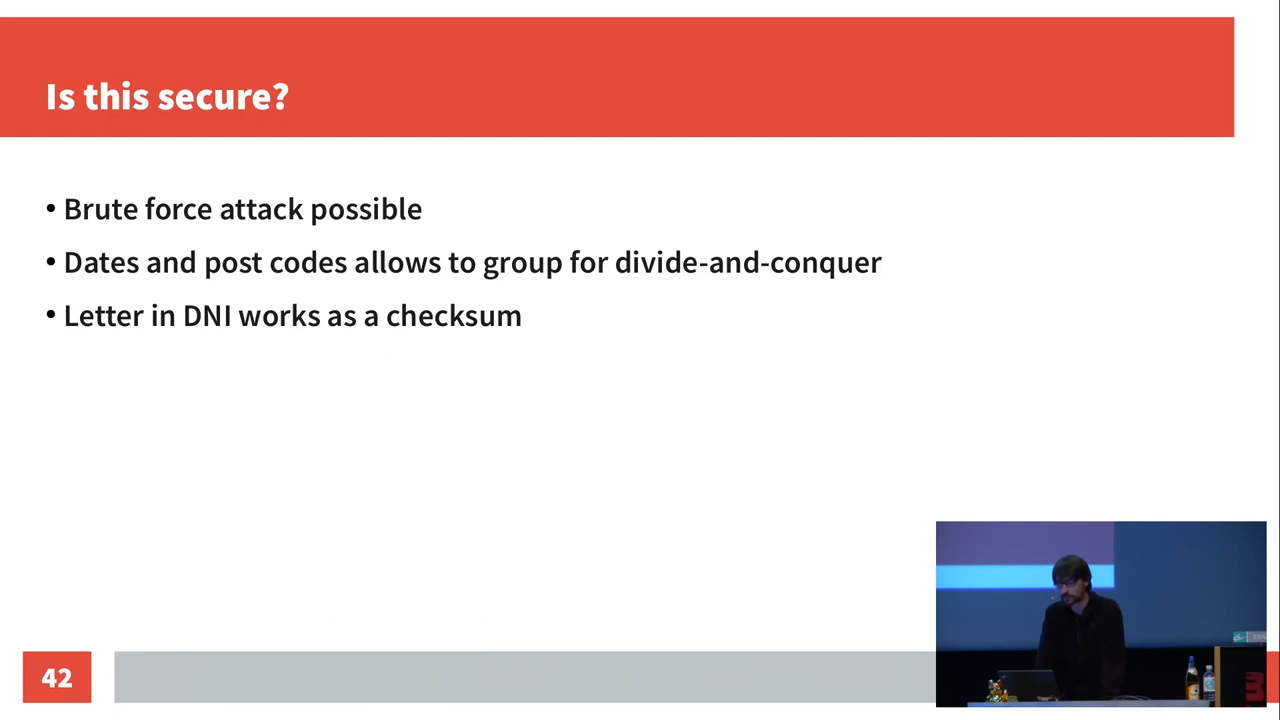 Is this secure?
• Brute force attack possible
• Dates and post codes allows to group for divide-and-conquer
• Letter in DNI works as a checksum
42